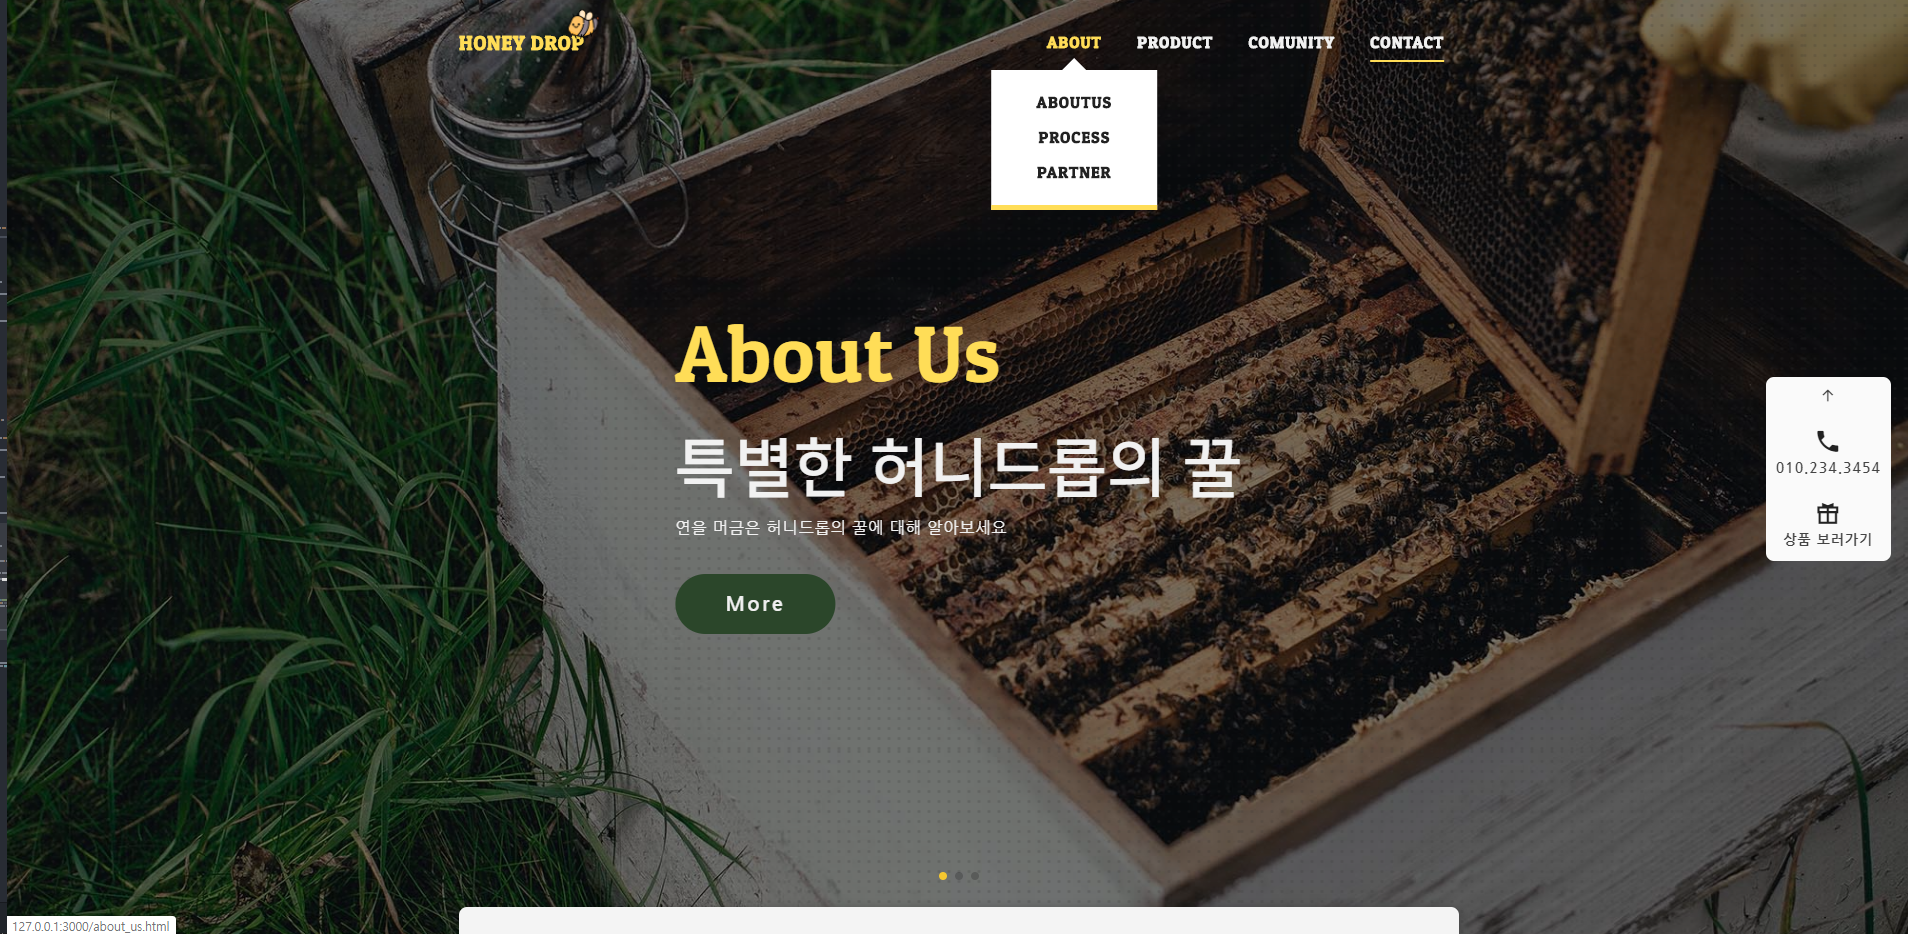 HONEY DROP
ABOUT PRODUCT COMUNITY CONTACT
ABOUTUS
PROCESS
PARTNER
About Us
특별한 허니드롭의 꿀
연을 머금은 허니드롭의 꿀에 대해 알아보세요
More
010.234.3454
상품 보러가기
127.0.0.1:3000/about_us.html